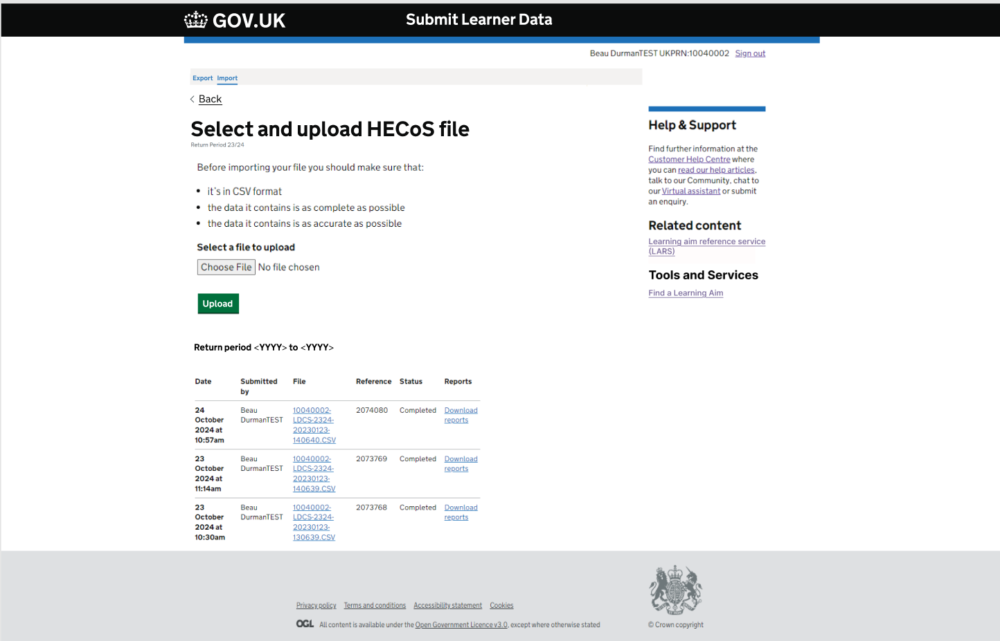 GOV.UK
Submit Learner Data
Beau DurmanTEST UKPRN:10040002 Sign out
Export Import
Back
Select and upload HECoS file
Return Period 23/24
Before importing your file you should make sure that:
• it's in CSV format
• the data it contains is as complete as possible
• the data it contains is as accurate as possible
Select a file to upload
Choose File No file chosen
Upload
Return period <YYYY> to <YYYY>
Date Submitted by File Reference Status Reports
24 October 2024 at 10:57am Beau DurmanTEST 10040002-LDCS-2324-20230123-140640.CSV 2074080 Completed Download reports
23 October 2024 at 11:14am Beau DurmanTEST 10040002-LDCS-2324-20230123-140639.CSV 2073769 Completed Download reports
23 October 2024 at 10:30am Beau DurmanTEST 10040002-LDCS-2324-20230123-130639.CSV 2073768 Completed Download reports
Help & Support
Find further information at the
Customer Help Centre where
you can read our help articles,
talk to our Community, chat to
our Virtual assistant or submit
an enquiry.
Related content
Learning aim reference service
(LARS)
Tools and Services
Find a Learning Aim
Privacy policy Terms and conditions Accessibility statement Cookies
OGL All content is available under the Open Government Licence v3.0, except where otherwise stated
© Crown copyright